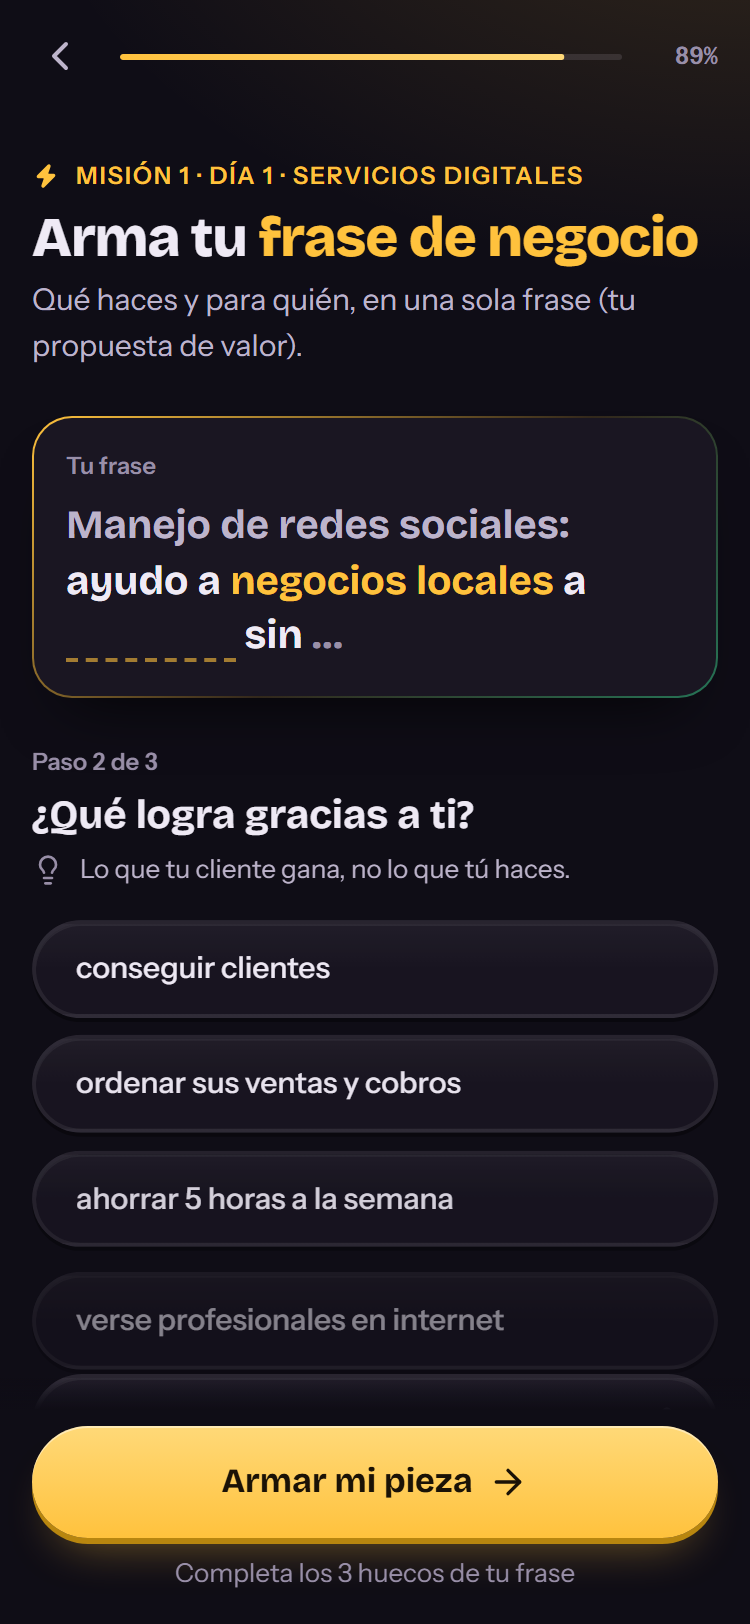 89%
MISIÓN 1 · DÍA 1 · SERVICIOS DIGITALES
Arma tu frase de negocio
Qué haces y para quién, en una sola frase (tu
propuesta de valor).
Tu frase
Manejo de redes sociales:
ayudo a negocios locales a
sin ...
Paso 2 de 3
¿Qué logra gracias a ti?
Lo que tu cliente gana, no lo que tú haces.
conseguir clientes
ordenar sus ventas y cobros
ahorrar 5 horas a la semana
verse profesionales en internet
Armar mi pieza →
Completa los 3 huecos de tu frase